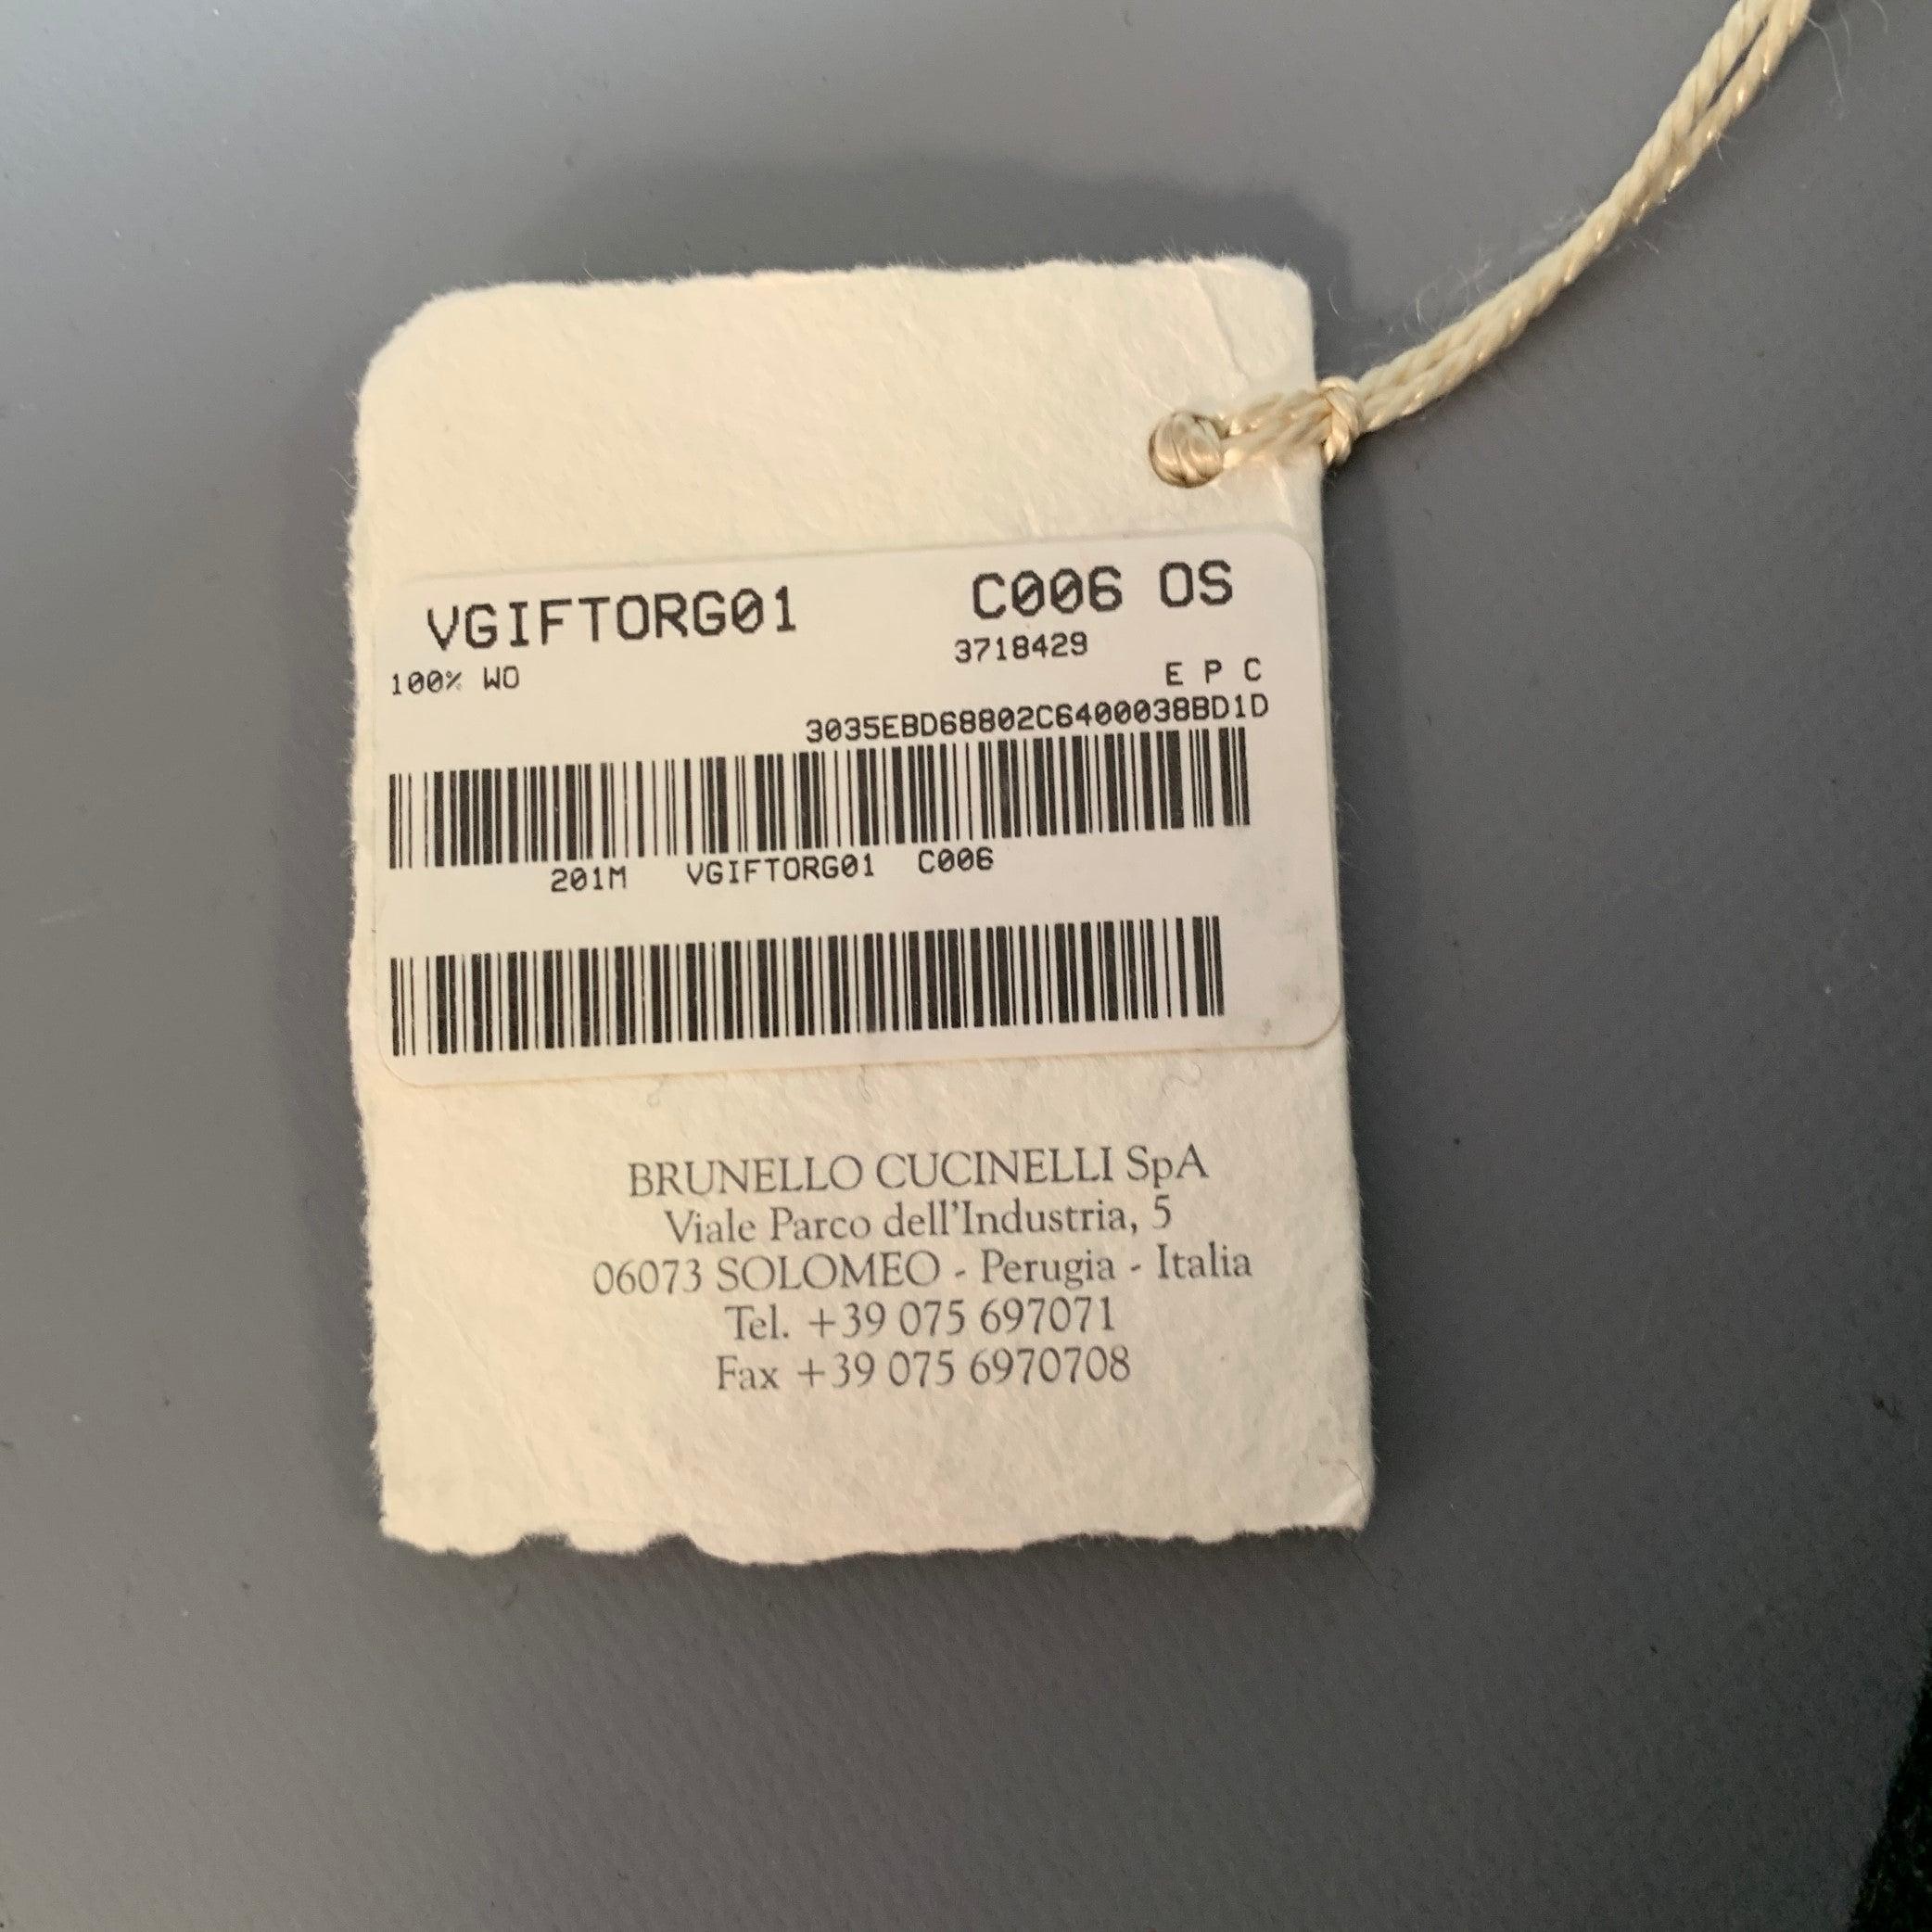 VGIFTORG01 C006 OS
3718429
100% WO E P C
3035EBD68802C6400038BD1D
201M VGIFTORG01 C006
BRUNELLO CUCINELLI SpA
Viale Parco dell'Industria, 5
06073 SOLOMEO - Perugia - Italia
Tel. +39 075 697071
Fax +39 075 6970708